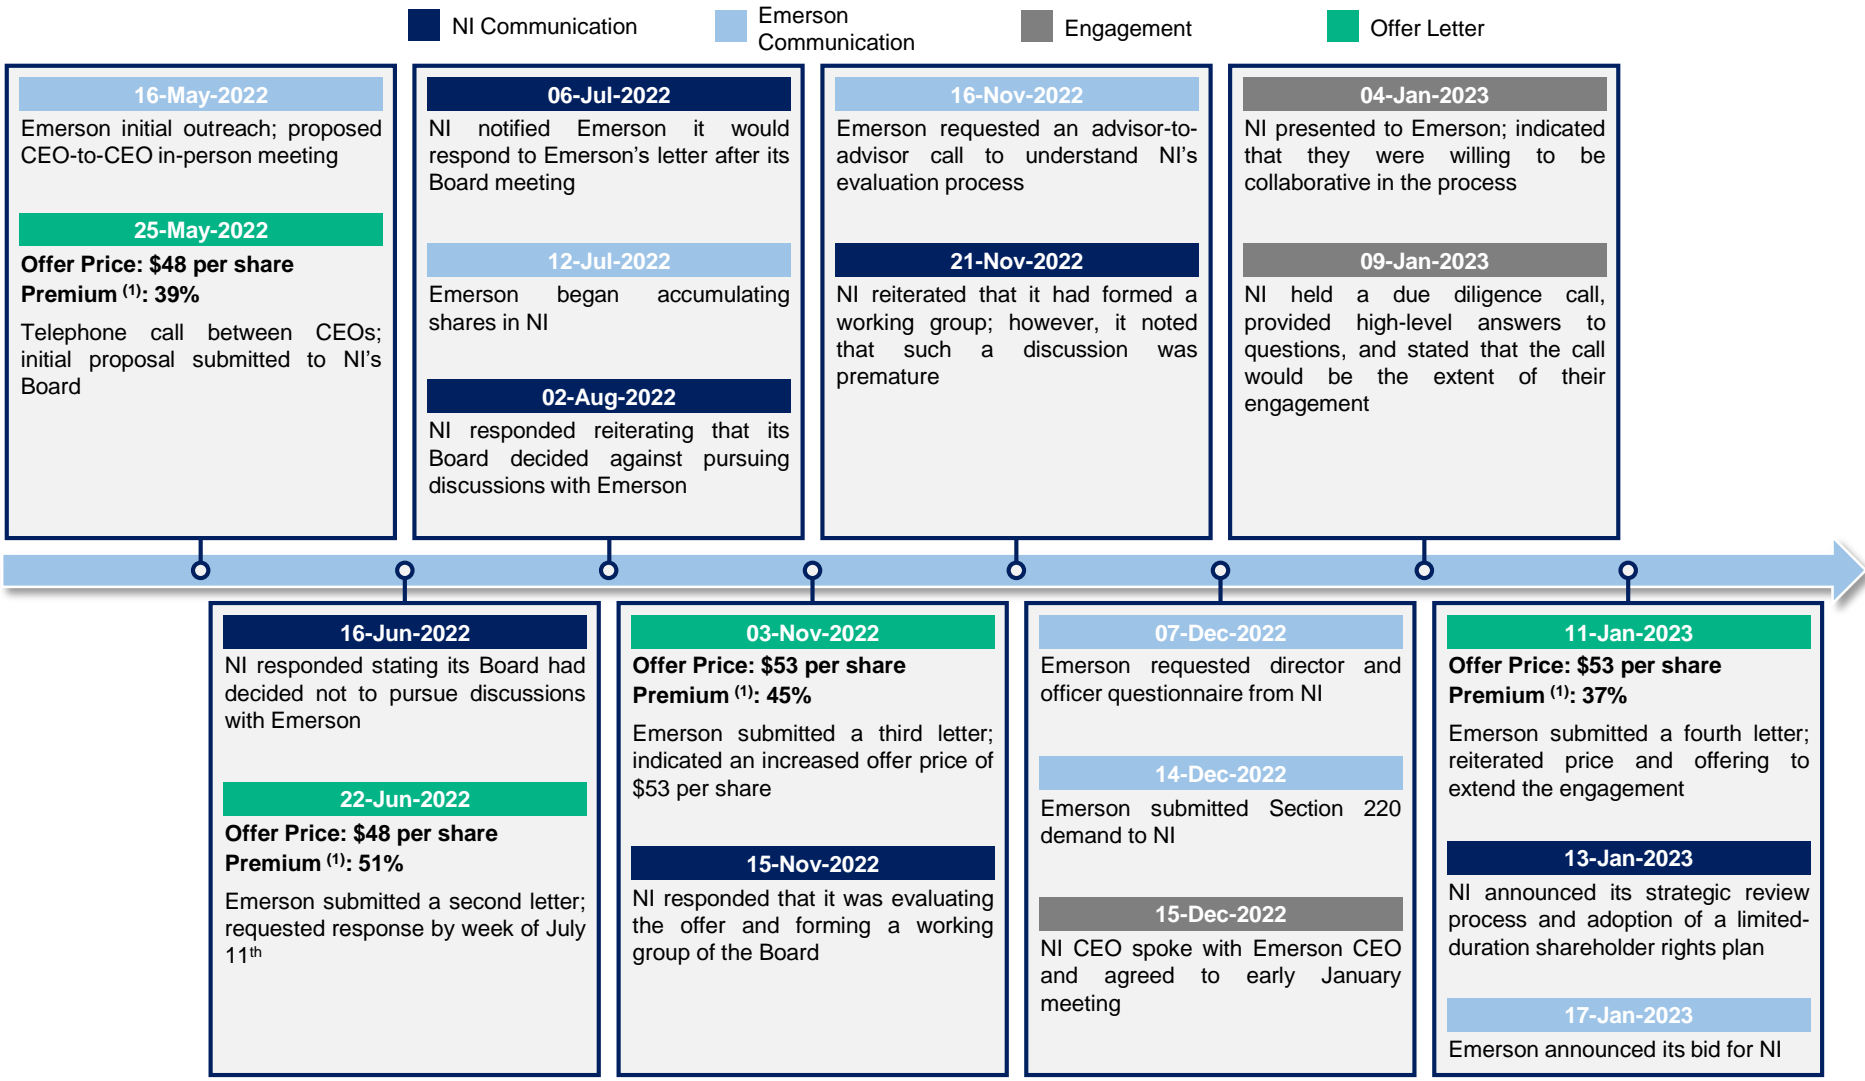 NI Communication
Emerson
Communication
Engagement
Offer Letter
16-May-2022
Emerson initial outreach; proposed
CEO-to-CEO in-person meeting
25-May-2022
Offer Price: $48 per share
Premium (1): 39%
Telephone call between CEOs;
initial proposal submitted to NI's
Board
06-Jul-2022
NI notified Emerson it would
respond to Emerson's letter after its
Board meeting
12-Jul-2022
Emerson began accumulating
shares in NI
02-Aug-2022
NI responded reiterating that its
Board decided against pursuing
discussions with Emerson
16-Nov-2022
Emerson requested an advisor-to-
advisor call to understand NI's
evaluation process
21-Nov-2022
NI reiterated that it had formed a
working group; however, it noted
that such a discussion was
premature
04-Jan-2023
NI presented to Emerson; indicated
that they were willing to be
collaborative in the process
09-Jan-2023
NI held a due diligence call,
provided high-level answers to
questions, and stated that the call
would be the extent of their
engagement
16-Jun-2022
NI responded stating its Board had
decided not to pursue discussions
with Emerson
22-Jun-2022
Offer Price: $48 per share
Premium (1): 51%
Emerson submitted a second letter;
requested response by week of July
11th
03-Nov-2022
Offer Price: $53 per share
Premium (1): 45%
Emerson submitted a third letter;
indicated an increased offer price of
$53 per share
15-Nov-2022
NI responded that it was evaluating
the offer and forming a working
group of the Board
07-Dec-2022
Emerson requested director and
officer questionnaire from NI
14-Dec-2022
Emerson submitted Section 220
demand to NI
15-Dec-2022
NI CEO spoke with Emerson CEO
and agreed to early January
meeting
11-Jan-2023
Offer Price: $53 per share
Premium (1): 37%
Emerson submitted a fourth letter;
reiterated price and offering to
extend the engagement
13-Jan-2023
NI announced its strategic review
process and adoption of a limited-
duration shareholder rights plan
17-Jan-2023
Emerson announced its bid for NI